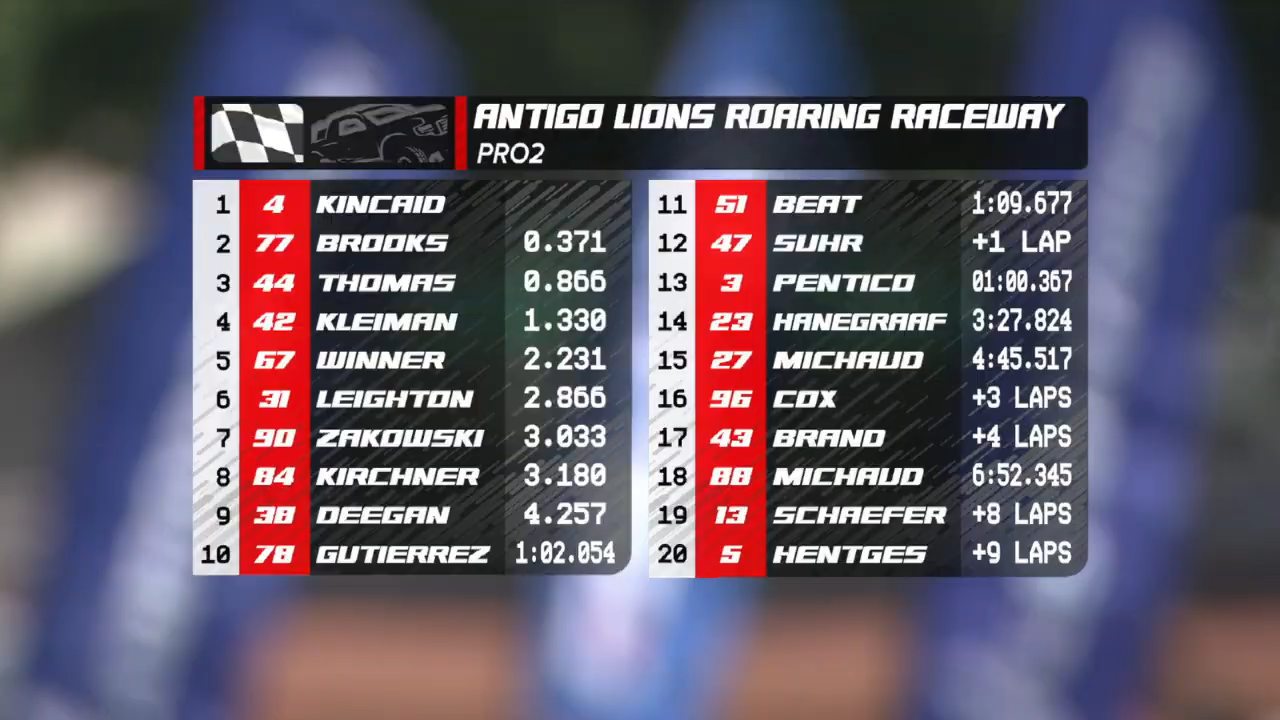 ANTIGO LIONS ROARING RACEWAY
PRO2
1 4 KINCAID
2 77 BROOKS 0.371
3 44 THOMAS 0.866
4 42 KLEIMAN 1.330
5 67 WINNER 2.231
6 31 LEIGHTON 2.866
7 90 ZAKOWSKI 3.033
8 84 KIRCHNER 3.180
9 38 DEEGAN 4.257
10 78 GUTIERREZ 1:02.054
11 51 BEAT 1:09.677
12 47 SUHR +1 LAP
13 3 PENTICO 01:00.367
14 23 HANEGRAAF 3:27.824
15 27 MICHAUD 4:45.517
16 96 COX +3 LAPS
17 43 BRAND +4 LAPS
18 88 MICHAUD 6:52.345
19 13 SCHAEFER +8 LAPS
20 5 HENTGES +9 LAPS